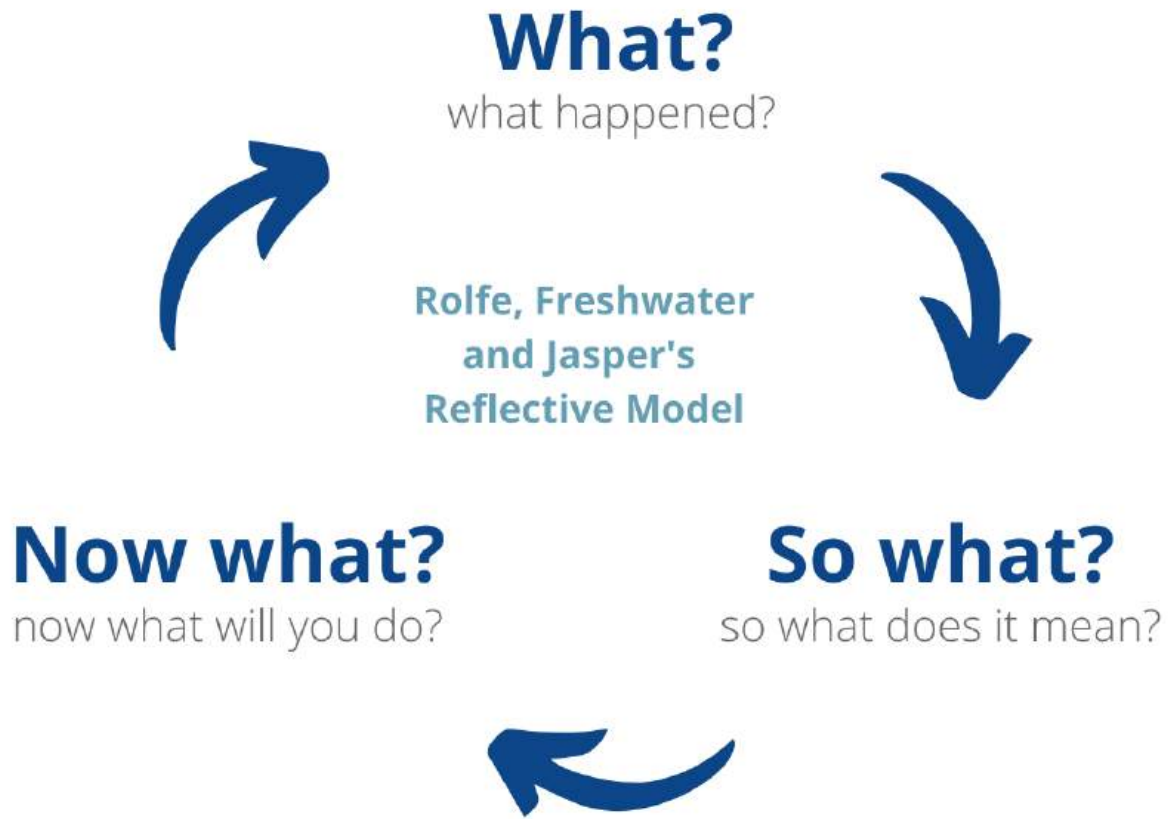 What?
what happened?
Rolfe, Freshwater
and Jasper's
Reflective Model
Now what?
now what will you do?
So what?
so what does it mean?